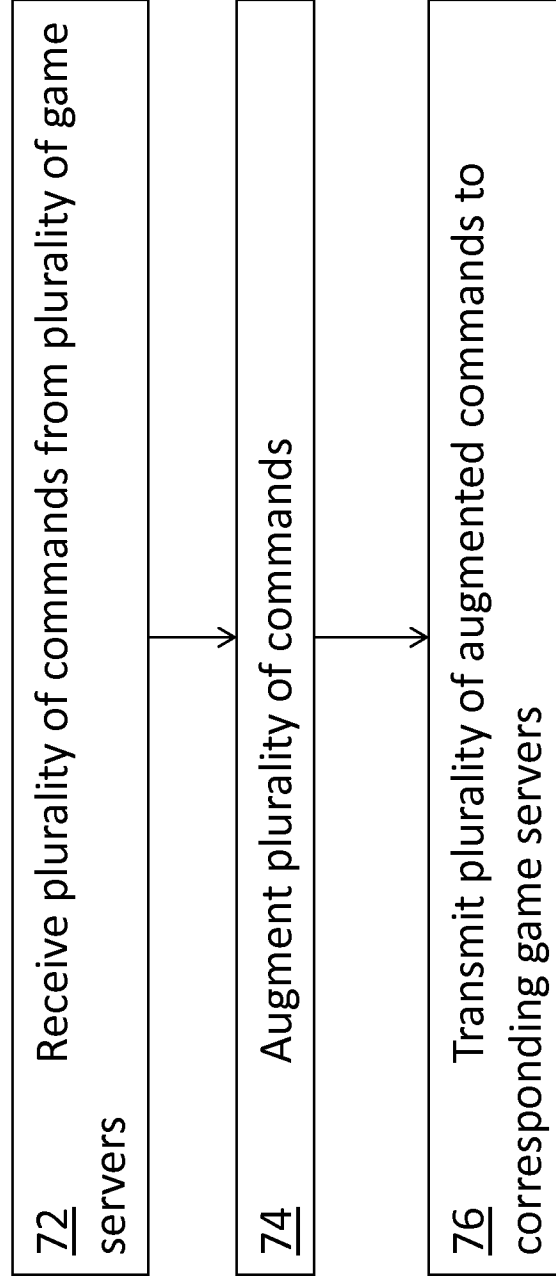 72 Receive plurality of commands from plurality of game
servers
74 Augment plurality of commands
76 Transmit plurality of augmented commands to
corresponding game servers